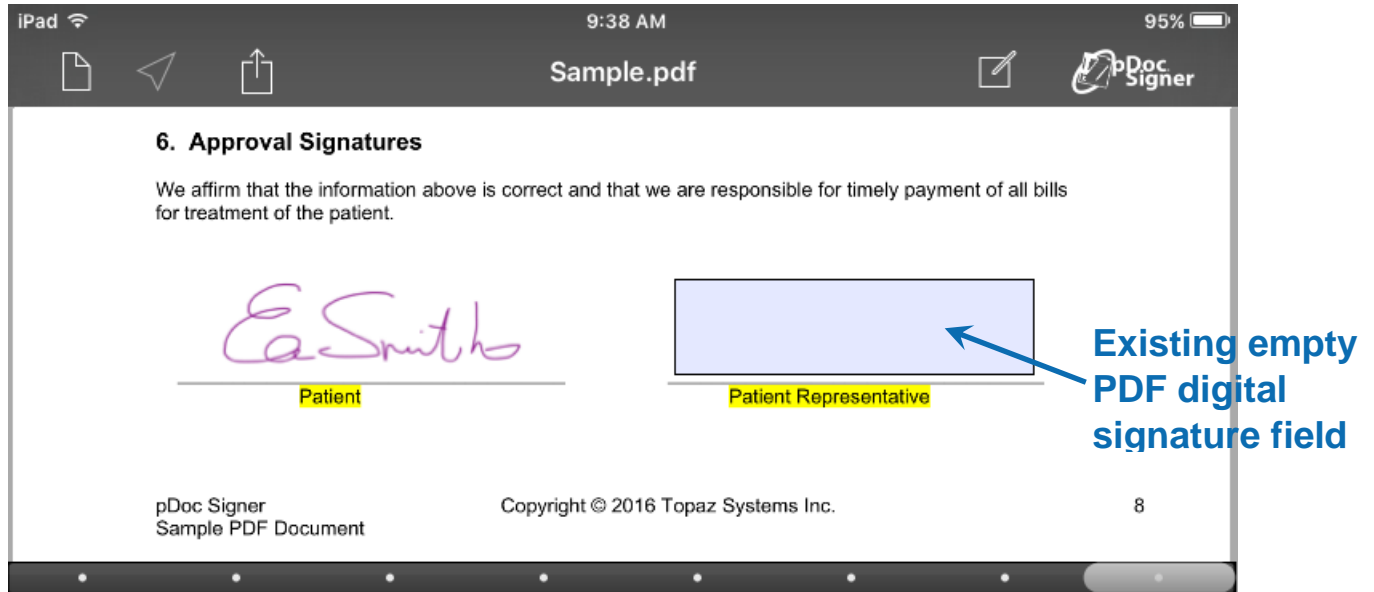 iPad 9:38 AM 95%
Sample.pdf
pDoc
Signer
6. Approval Signatures
We affirm that the information above is correct and that we are responsible for timely payment of all bills
for treatment of the patient.
Ea Smith
Existing empty
PDF digital
signature field
Patient Patient Representative
pDoc Signer Copyright © 2016 Topaz Systems Inc. 8
Sample PDF Document